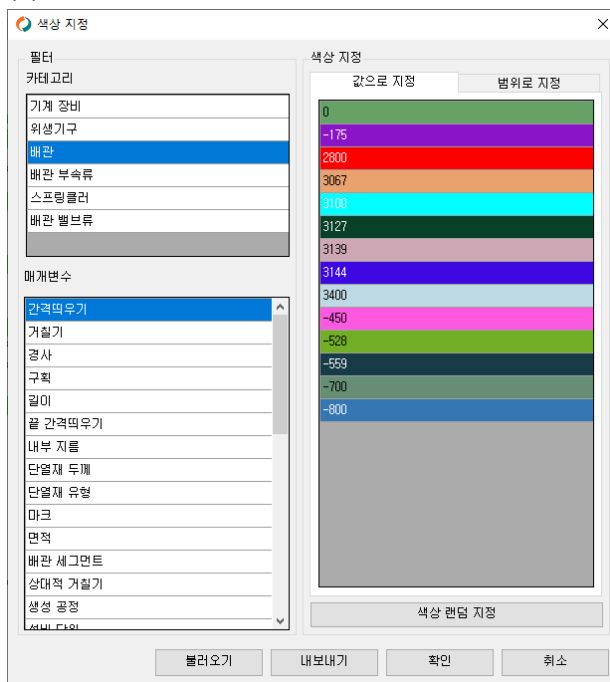 색상 지정
필터
카테고리
기계 장비
위생기구
배관
배관 부속류
스프링클러
배관 밸브류
매개변수
간격띄우기
거칠기
경사
구획
길이
끝 간격띄우기
내부 지름
단열재 두께
단열재 유형
마크
면적
배관 세그먼트
상대적 거칠기
생성 공정
설비 단위
색상 지정
값으로 지정
범위로 지정
0
-175
2800
3067
3100
3127
3139
3144
3400
-450
-528
-559
-700
-800
색상 랜덤 지정
불러오기
내보내기
확인
취소